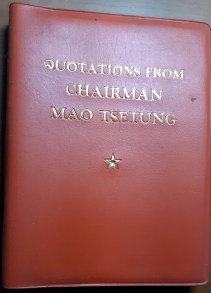 QUOTATIONS FROM
CHAIRMAN
MAO TSETUNG